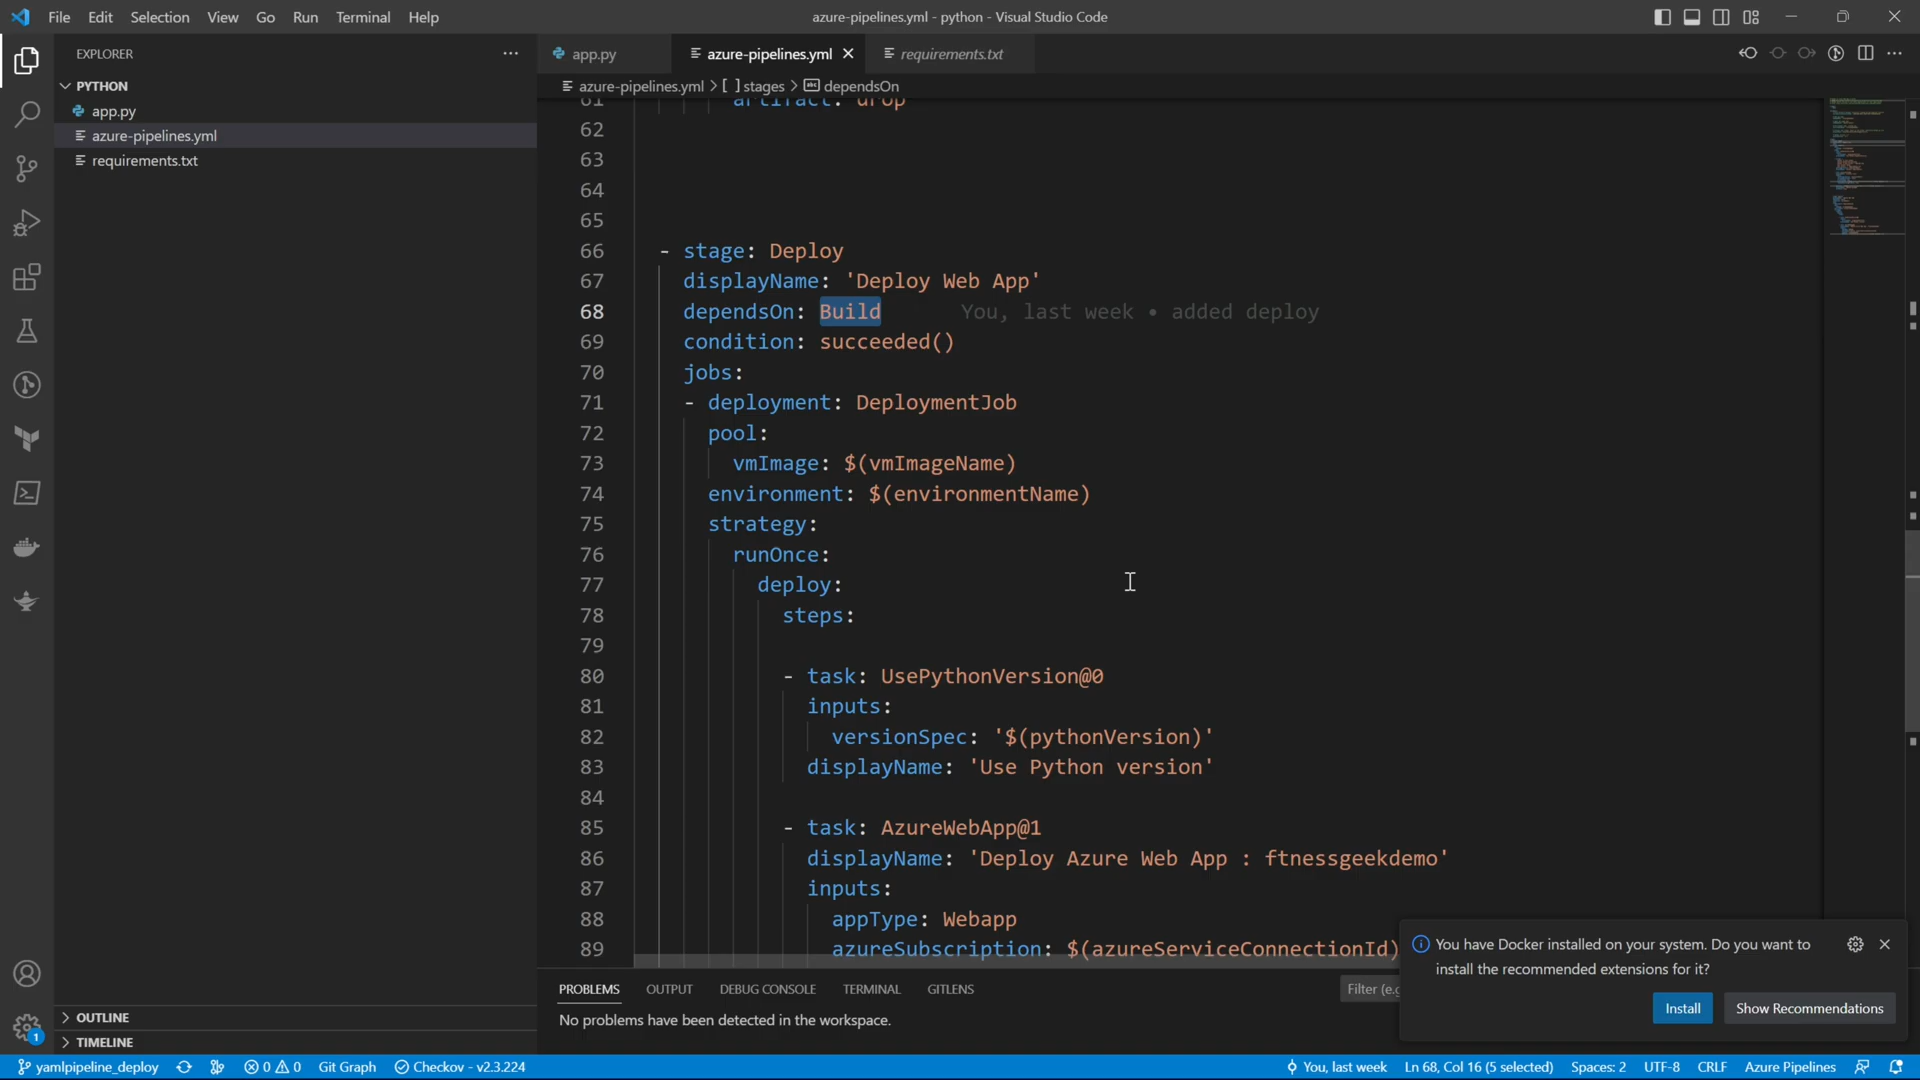 File Edit Selection View Go Run Terminal Help
azure-pipelines.yml - python - Visual Studio Code
EXPLORER
PYTHON
app.py
azure-pipelines.yml
requirements.txt
OUTLINE
TIMELINE
app.py azure-pipelines.yml requirements.txt
azure-pipelines.yml > [ ] stages > abc dependsOn
61 artifact: drop
62
63
64
65
66 - stage: Deploy
67 displayName: 'Deploy Web App'
68 dependsOn: Build You, last week • added deploy
69 condition: succeeded()
70 jobs:
71 - deployment: DeploymentJob
72 pool:
73 vmImage: $(vmImageName)
74 environment: $(environmentName)
75 strategy:
76 runOnce:
77 deploy:
78 steps:
79
80 - task: UsePythonVersion@0
81 inputs:
82 versionSpec: '$(pythonVersion)'
83 displayName: 'Use Python version'
84
85 - task: AzureWebApp@1
86 displayName: 'Deploy Azure Web App : ftnessgeekdemo'
87 inputs:
88 appType: Webapp
89 azureSubscription: $(azureServiceConnectionId)
PROBLEMS OUTPUT DEBUG CONSOLE TERMINAL GITLENS
Filter (e.g
No problems have been detected in the workspace.
You have Docker installed on your system. Do you want to
install the recommended extensions for it?
Install Show Recommendations
1
yamlpipeline_deploy 0 0 Git Graph Checkov - v2.3.224
You, last week Ln 68, Col 16 (5 selected) Spaces: 2 UTF-8 CRLF Azure Pipelines